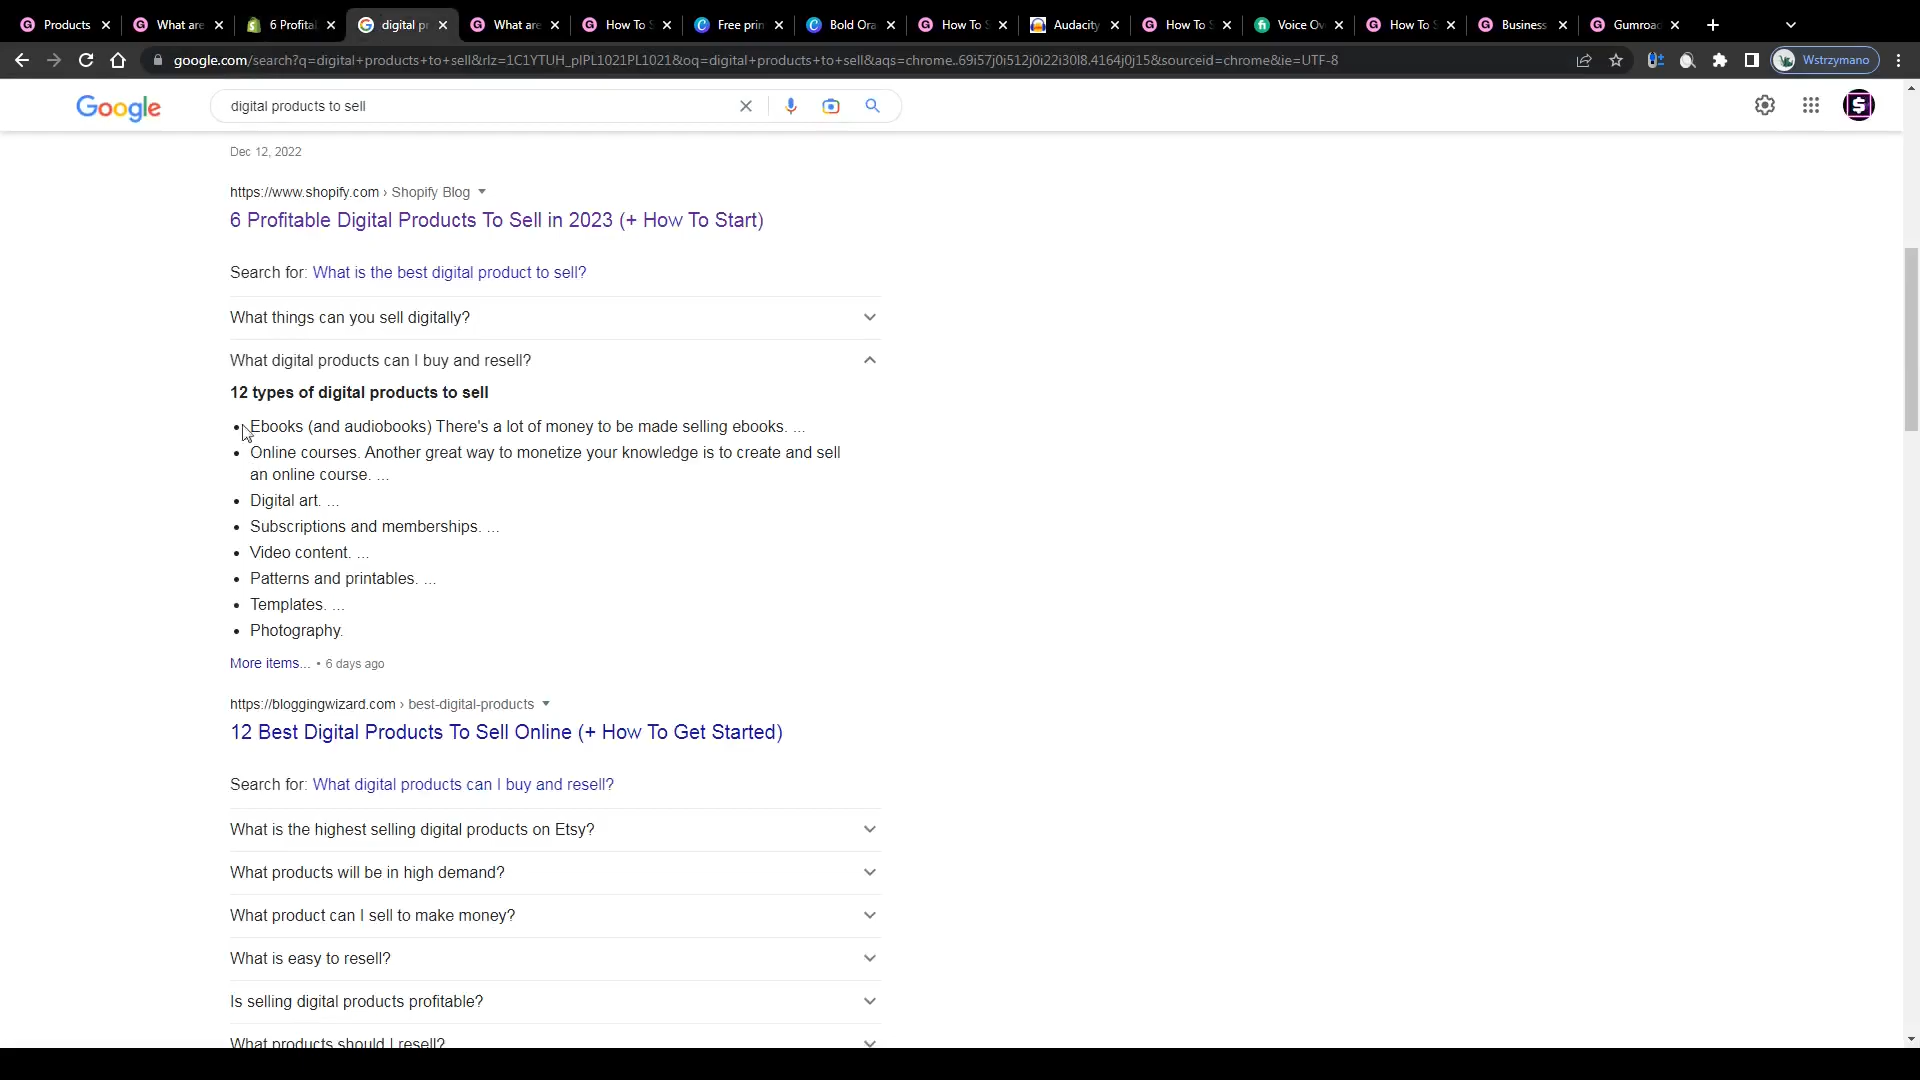 Products
What are
6 Profital
digital pr
What are
How To S
Free prin
Bold Ora
How To S
Audacity
How To S
Voice Ov
How To S
Business
Gumroad
google.com/search?q=digital+products+to+sell&rlz=1C1YTUH_plPL1021PL1021&oq=digital+products+to+sell&aqs=chrome..69i57j0i512j0i22i30l8.4164j0j15&sourceid=chrome&ie=UTF-8
Wstrzymano
Google
digital products to sell
Dec 12, 2022
https://www.shopify.com › Shopify Blog
6 Profitable Digital Products To Sell in 2023 (+ How To Start)
Search for: What is the best digital product to sell?
What things can you sell digitally?
What digital products can I buy and resell?
12 types of digital products to sell
• Ebooks (and audiobooks) There's a lot of money to be made selling ebooks. ...
• Online courses. Another great way to monetize your knowledge is to create and sell
an online course. ...
• Digital art. ...
• Subscriptions and memberships. ...
• Video content. ...
• Patterns and printables. ...
• Templates. ...
• Photography.
More items... • 6 days ago
https://bloggingwizard.com › best-digital-products
12 Best Digital Products To Sell Online (+ How To Get Started)
Search for: What digital products can I buy and resell?
What is the highest selling digital products on Etsy?
What products will be in high demand?
What product can I sell to make money?
What is easy to resell?
Is selling digital products profitable?
What products should I resell?